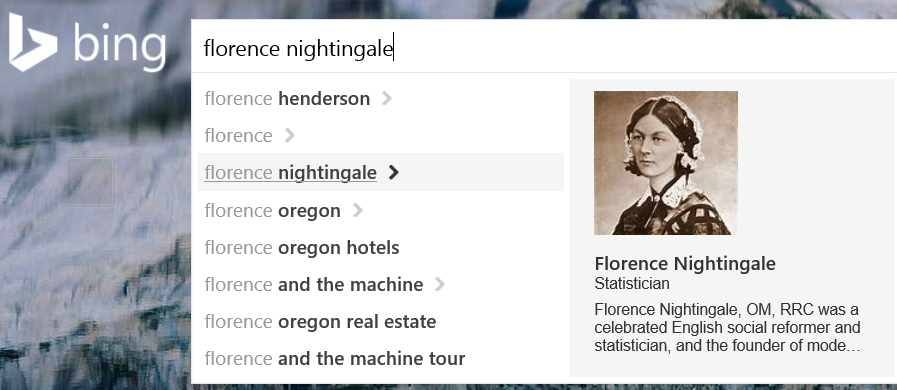 bing
florence nightingale
florence henderson
florence
florence nightingale
florence oregon
florence oregon hotels
florence and the machine
florence oregon real estate
florence and the machine tour
Florence Nightingale
Statistician
Florence Nightingale, OM, RRC was a
celebrated English social reformer and
statistician, and the founder of mode...